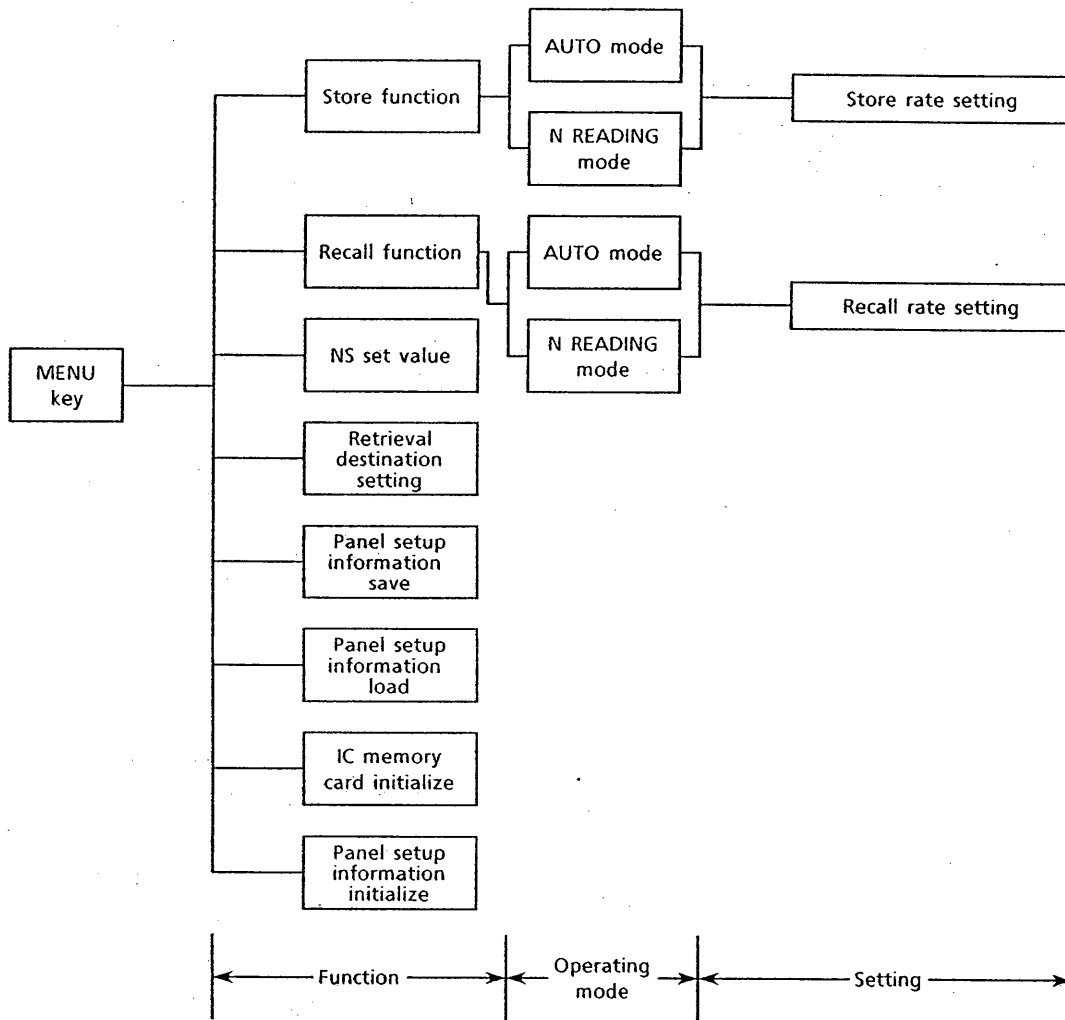 MENU
key
Store function
AUTO mode
N READING
mode
Store rate setting
Recall function
AUTO mode
N READING
mode
Recall rate setting
NS set value
Retrieval
destination
setting
Panel setup
information
save
Panel setup
information
load
IC memory
card initialize
Panel setup
information
initialize
Function
Operating
mode
Setting